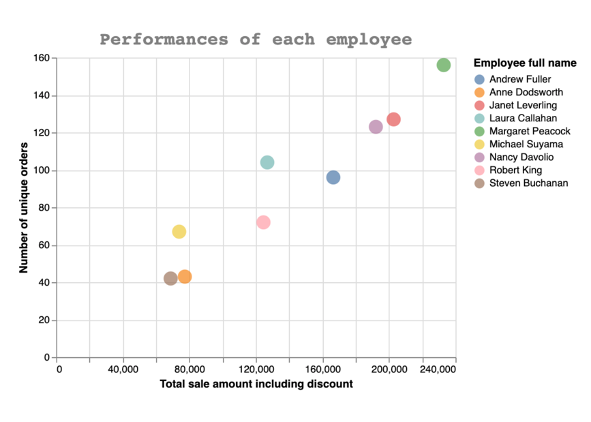 Performances of each employee
Employee full name
Andrew Fuller
Anne Dodsworth
Janet Leverling
Laura Callahan
Margaret Peacock
Michael Suyama
Nancy Davolio
Robert King
Steven Buchanan
Number of unique orders
160
140
120
100
80
60
40
20
0
0 40,000 80,000 120,000 160,000 200,000 240,000
Total sale amount including discount